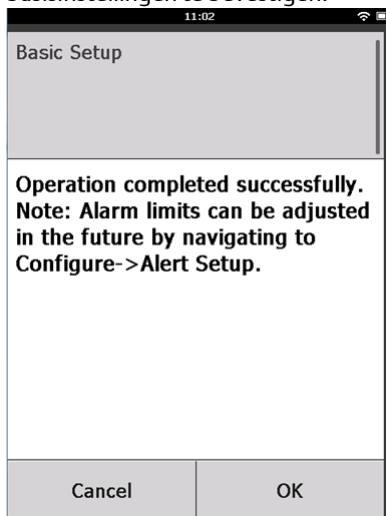 11:02
Basic Setup
Operation completed successfully.
Note: Alarm limits can be adjusted
in the future by navigating to
Configure->Alert Setup.
Cancel
OK